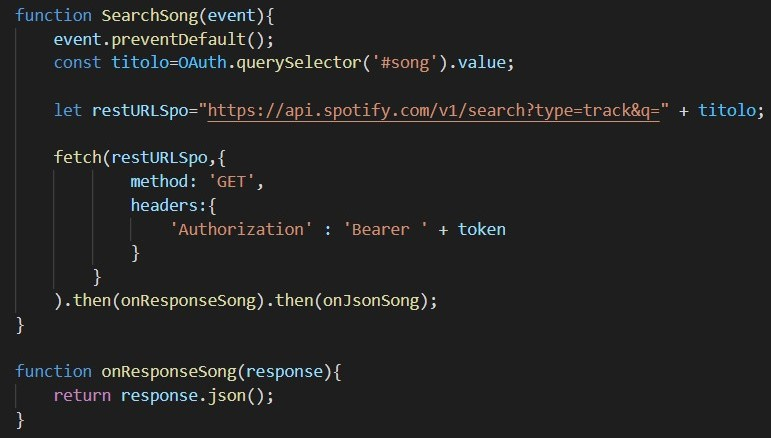 function SearchSong(event){
    event.preventDefault();
    const titolo=OAuth.querySelector('#song').value;

    let restURLSpo="https://api.spotify.com/v1/search?type=track&q=" + titolo;

    fetch(restURLSpo,{
            method: 'GET',
            headers:{
                'Authorization' : 'Bearer ' + token
            }
        }
    ).then(onResponseSong).then(onJsonSong);
}

function onResponseSong(response){
    return response.json();
}